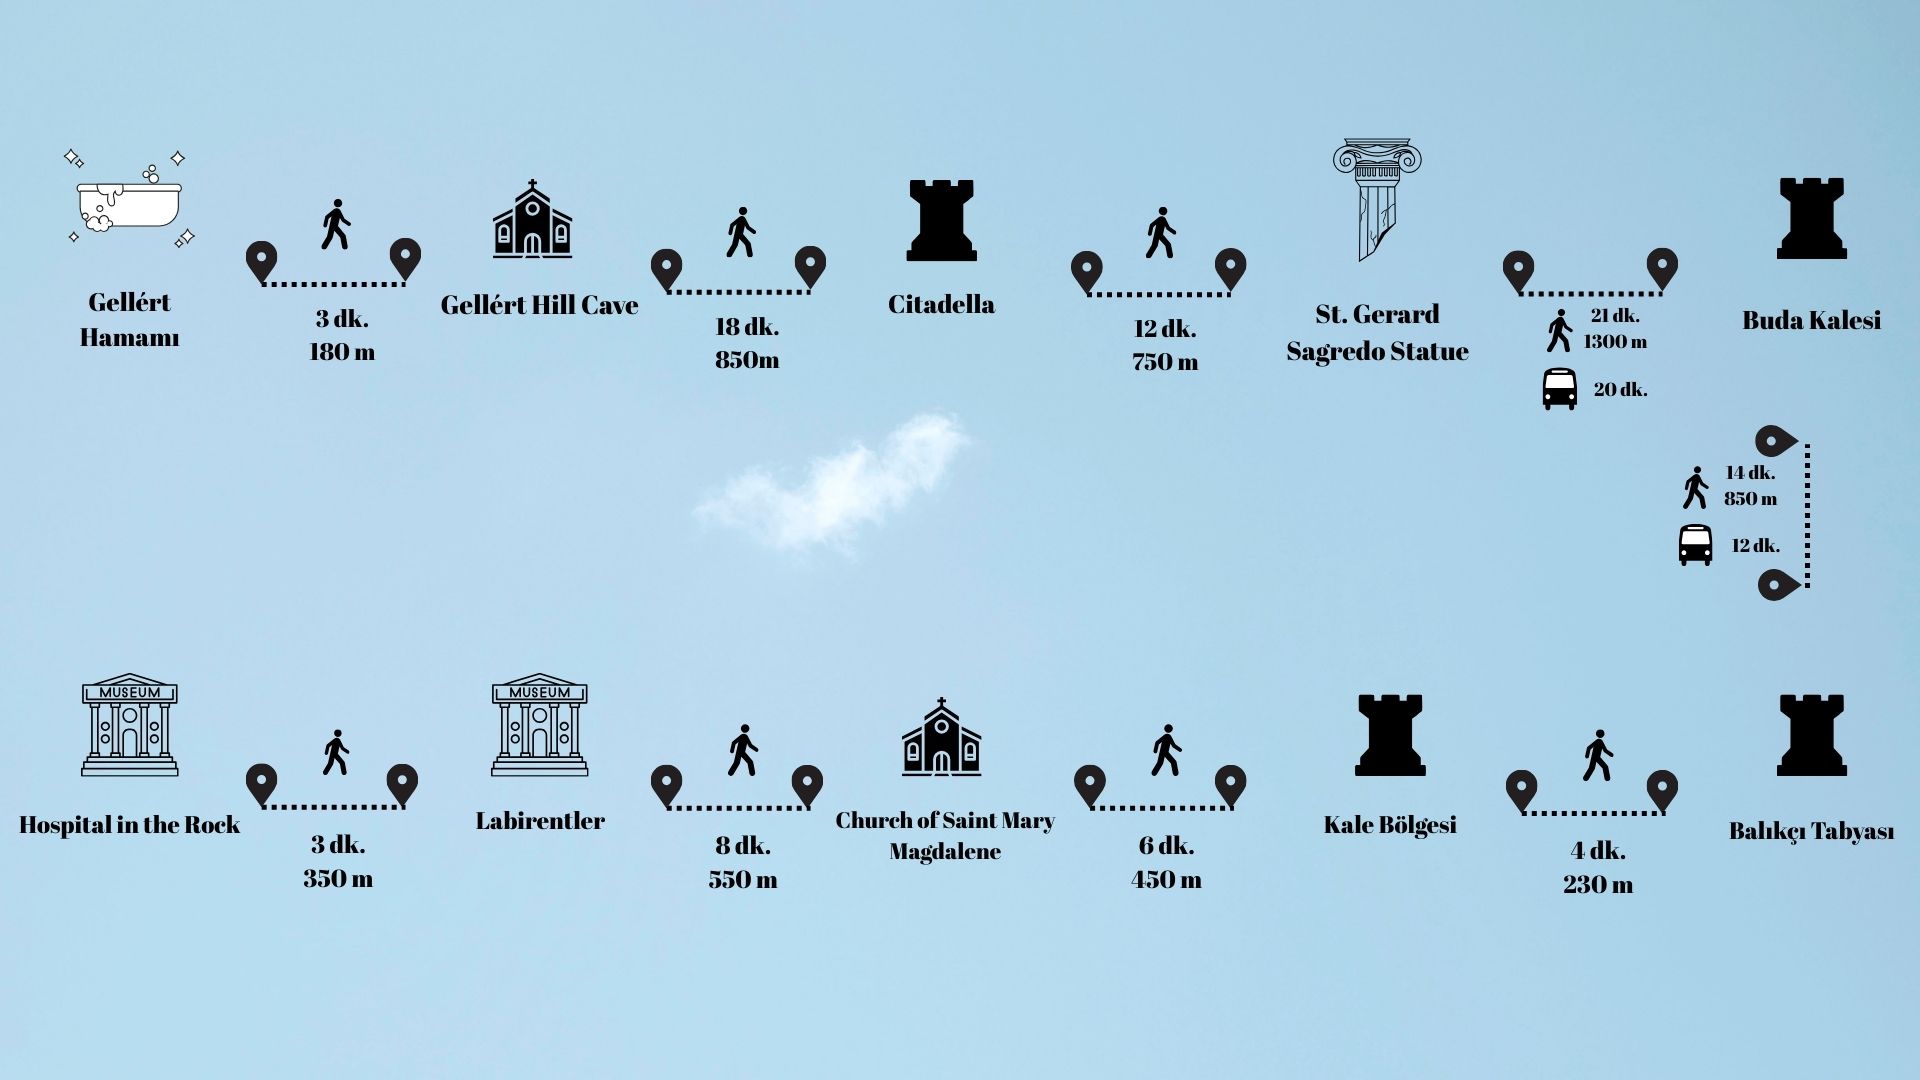 Gellért
Hamamı
3 dk.
180 m
Gellért Hill Cave
18 dk.
850m
Citadella
12 dk.
750 m
St. Gerard
Sagredo Statue
21 dk.
1300 m
20 dk.
Buda Kalesi
14 dk.
850 m
12 dk.
MUSEUM
Hospital in the Rock
3 dk.
350 m
MUSEUM
Labirentler
8 dk.
550 m
Church of Saint Mary
Magdalene
6 dk.
450 m
Kale Bölgesi
4 dk.
230 m
Balıkçı Tabyası